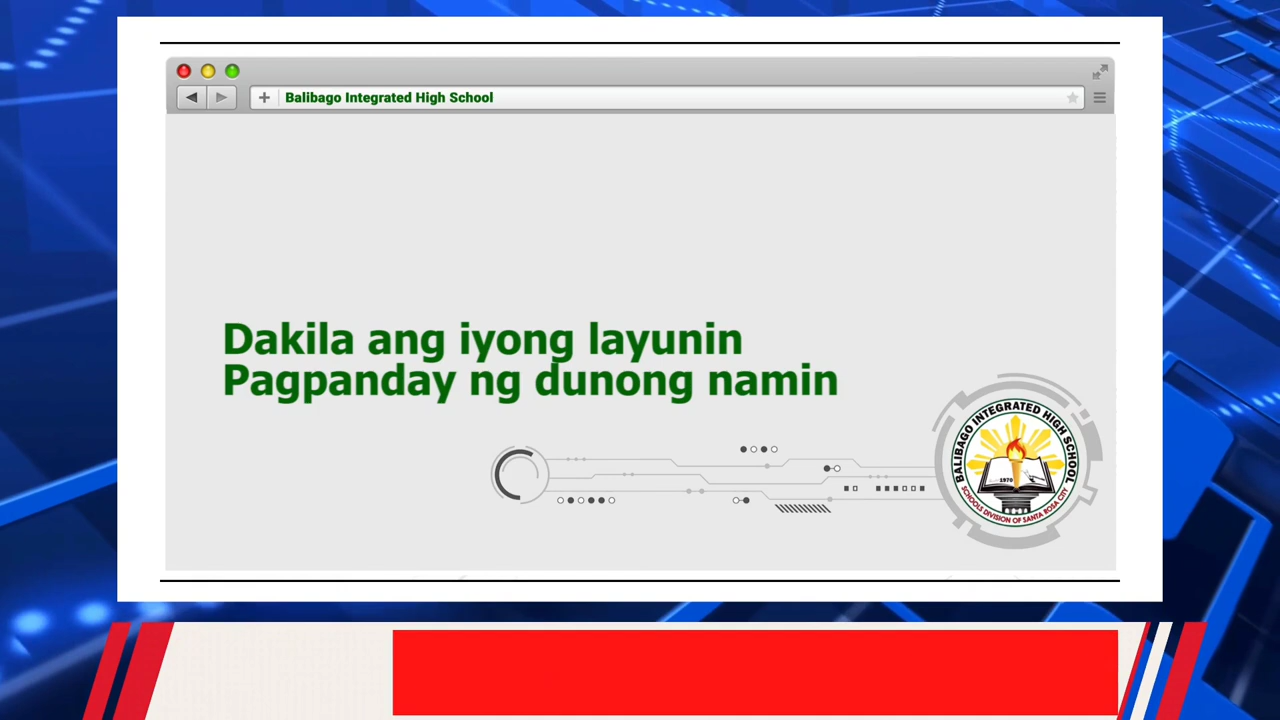 Balibago Integrated High School
Dakila ang iyong layunin
Pagpanday ng dunong namin
BALIBAGO INTEGRATED HIGH SCHOOL
1970
SCHOOLS DIVISION OF SANTA ROSA CITY